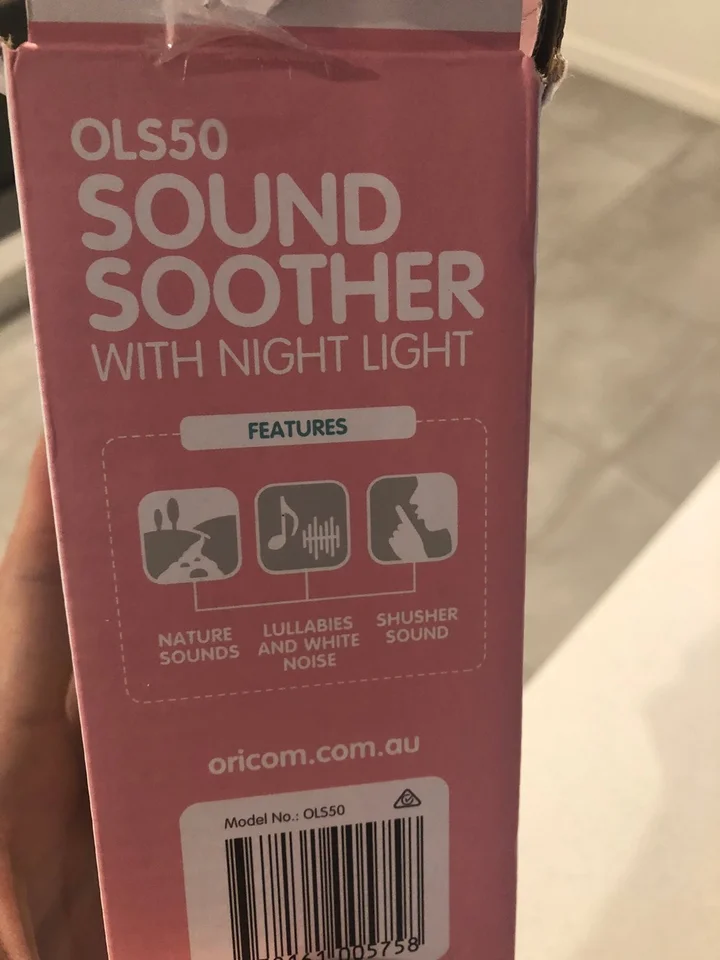 OLS50
SOUND
SOOTHER
WITH NIGHT LIGHT
FEATURES
NATURE
SOUNDS
LULLABIES
AND WHITE
NOISE
SHUSHER
SOUND
oricom.com.au
Model No.: OLS50
005758